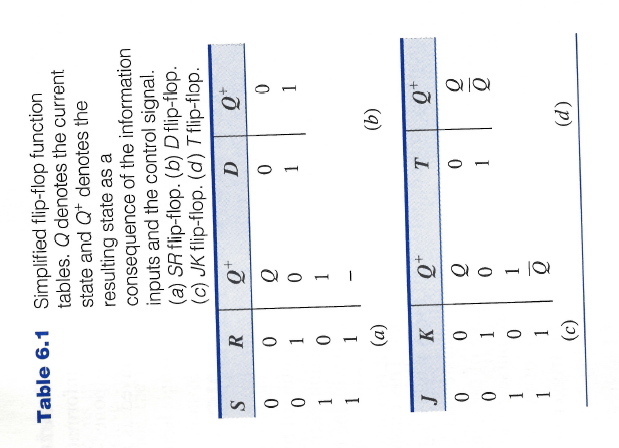 Table 6.1 Simplified flip-flop function
tables. Q denotes the current
state and Q⁺ denotes the
resulting state as a
consequence of the information
inputs and the control signal.
(a) SR flip-flop. (b) D flip-flop.
(c) JK flip-flop. (d) T flip-flop.
S R Q⁺ D Q⁺
0 0 Q 0 0
0 1 0 1 1
1 0 1
1 1 –
(a) (b)
J K Q⁺ T Q⁺
0 0 Q 0 Q
0 1 0 1 Q̅
1 0 1
1 1 Q̅
(c) (d)